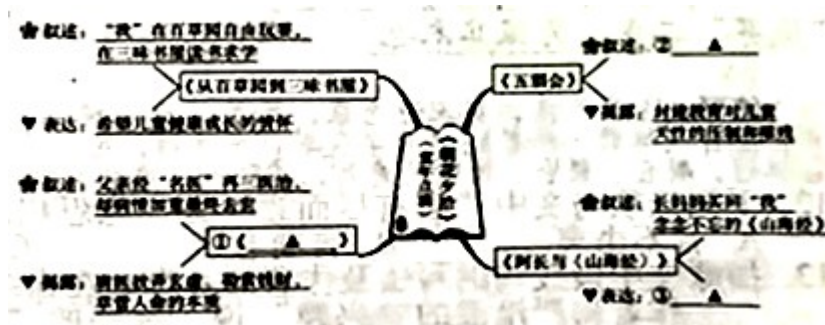 叙述：“我”在百草园自由玩耍，
在三味书屋读书求学
《从百草园到三味书屋》
表达：希望儿童健康成长的情怀
叙述：父亲经“名医”再三医治，
却病情加重最终去世
①《 ▲ 》
揭露：庸医故弄玄虚、勒索钱财、
草菅人命的本质
《朝花夕拾》
（童年点滴）
叙述：② ▲
《五猖会》
揭露：封建教育对儿童
天性的压制和摧残
叙述：长妈妈买回“我”
念念不忘的《山海经》
《阿长与〈山海经〉》
表达：③ ▲